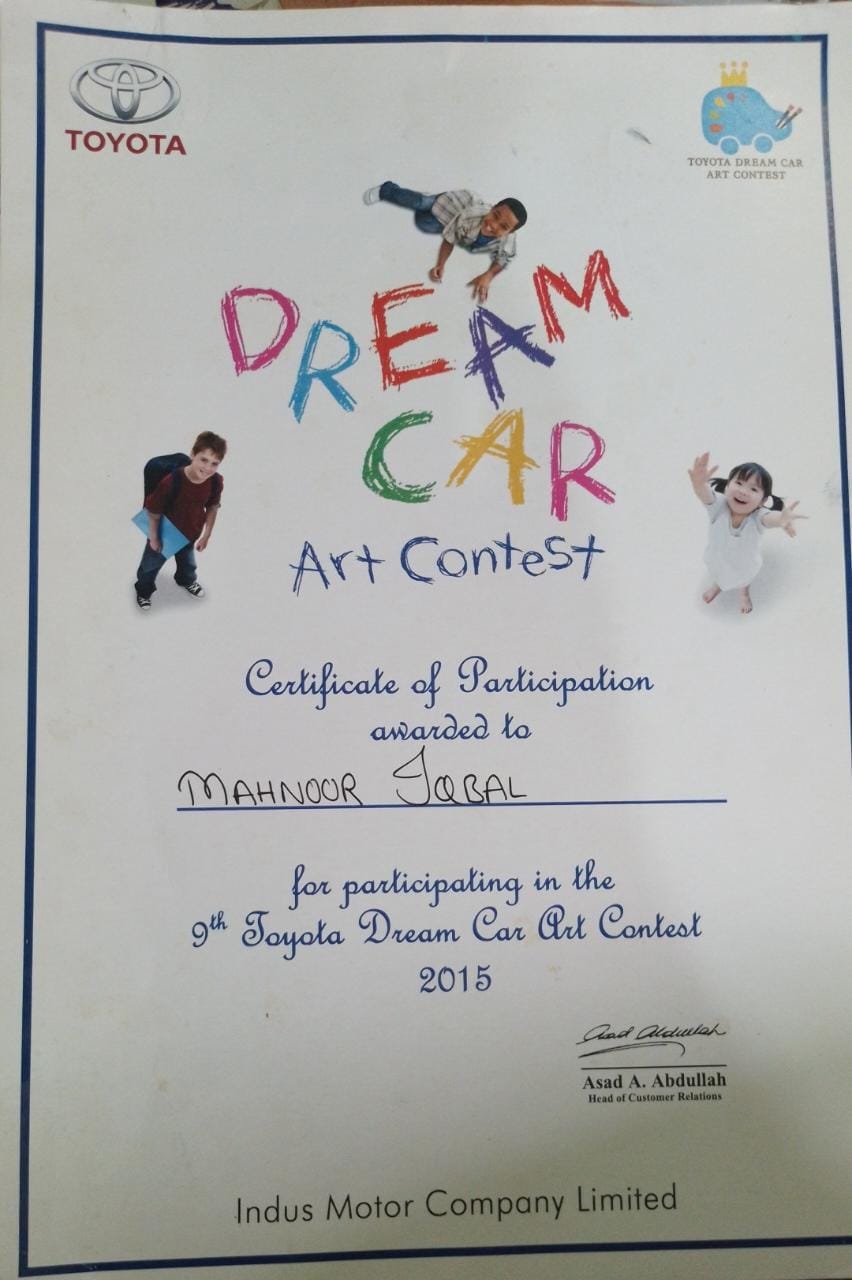 TOYOTA
TOYOTA DREAM CAR
ART CONTEST
DREAM
CAR
Art Contest
Certificate of Participation
awarded to
MAHNOOR IQBAL
for participating in the
9th Toyota Dream Car Art Contest
2015
Asad Abdullah
Asad A. Abdullah
Head of Customer Relations
Indus Motor Company Limited